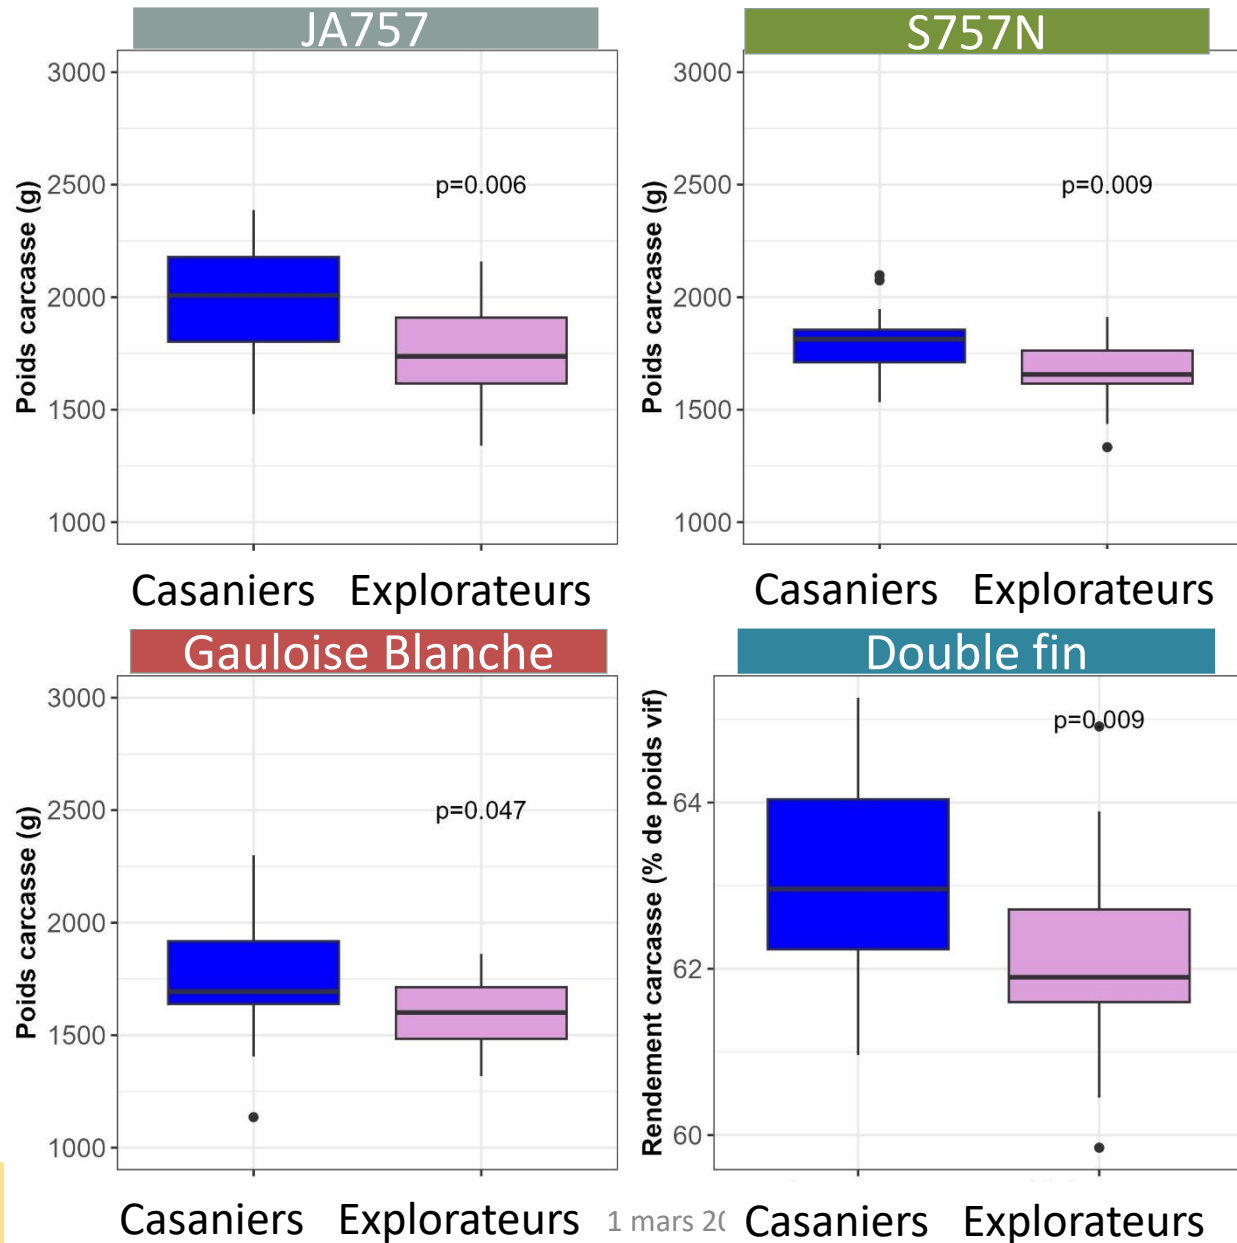 JA757
3000
2500
2000
1500
1000
Poids carcasse (g)
p=0.006
Casaniers Explorateurs
S757N
3000
2500
2000
1500
1000
Poids carcasse (g)
p=0.009
Casaniers Explorateurs
Gauloise Blanche
3000
2500
2000
1500
1000
Poids carcasse (g)
p=0.047
Casaniers Explorateurs
Double fin
64
62
60
Rendement carcasse (% de poids vif)
p=0.009
Casaniers Explorateurs
1 mars 20